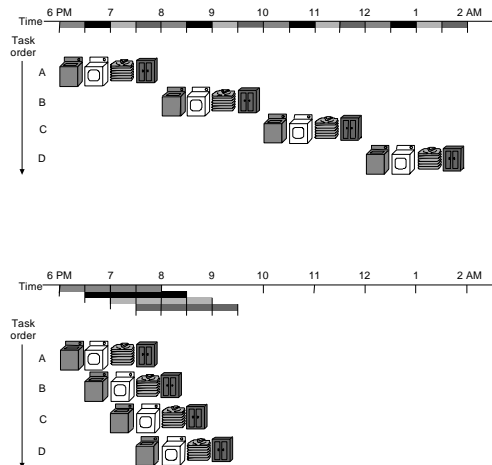 6 PM 7 8 9 10 11 12 1 2 AM
Time
Task
order
A
B
C
D
6 PM 7 8 9 10 11 12 1 2 AM
Time
Task
order
A
B
C
D